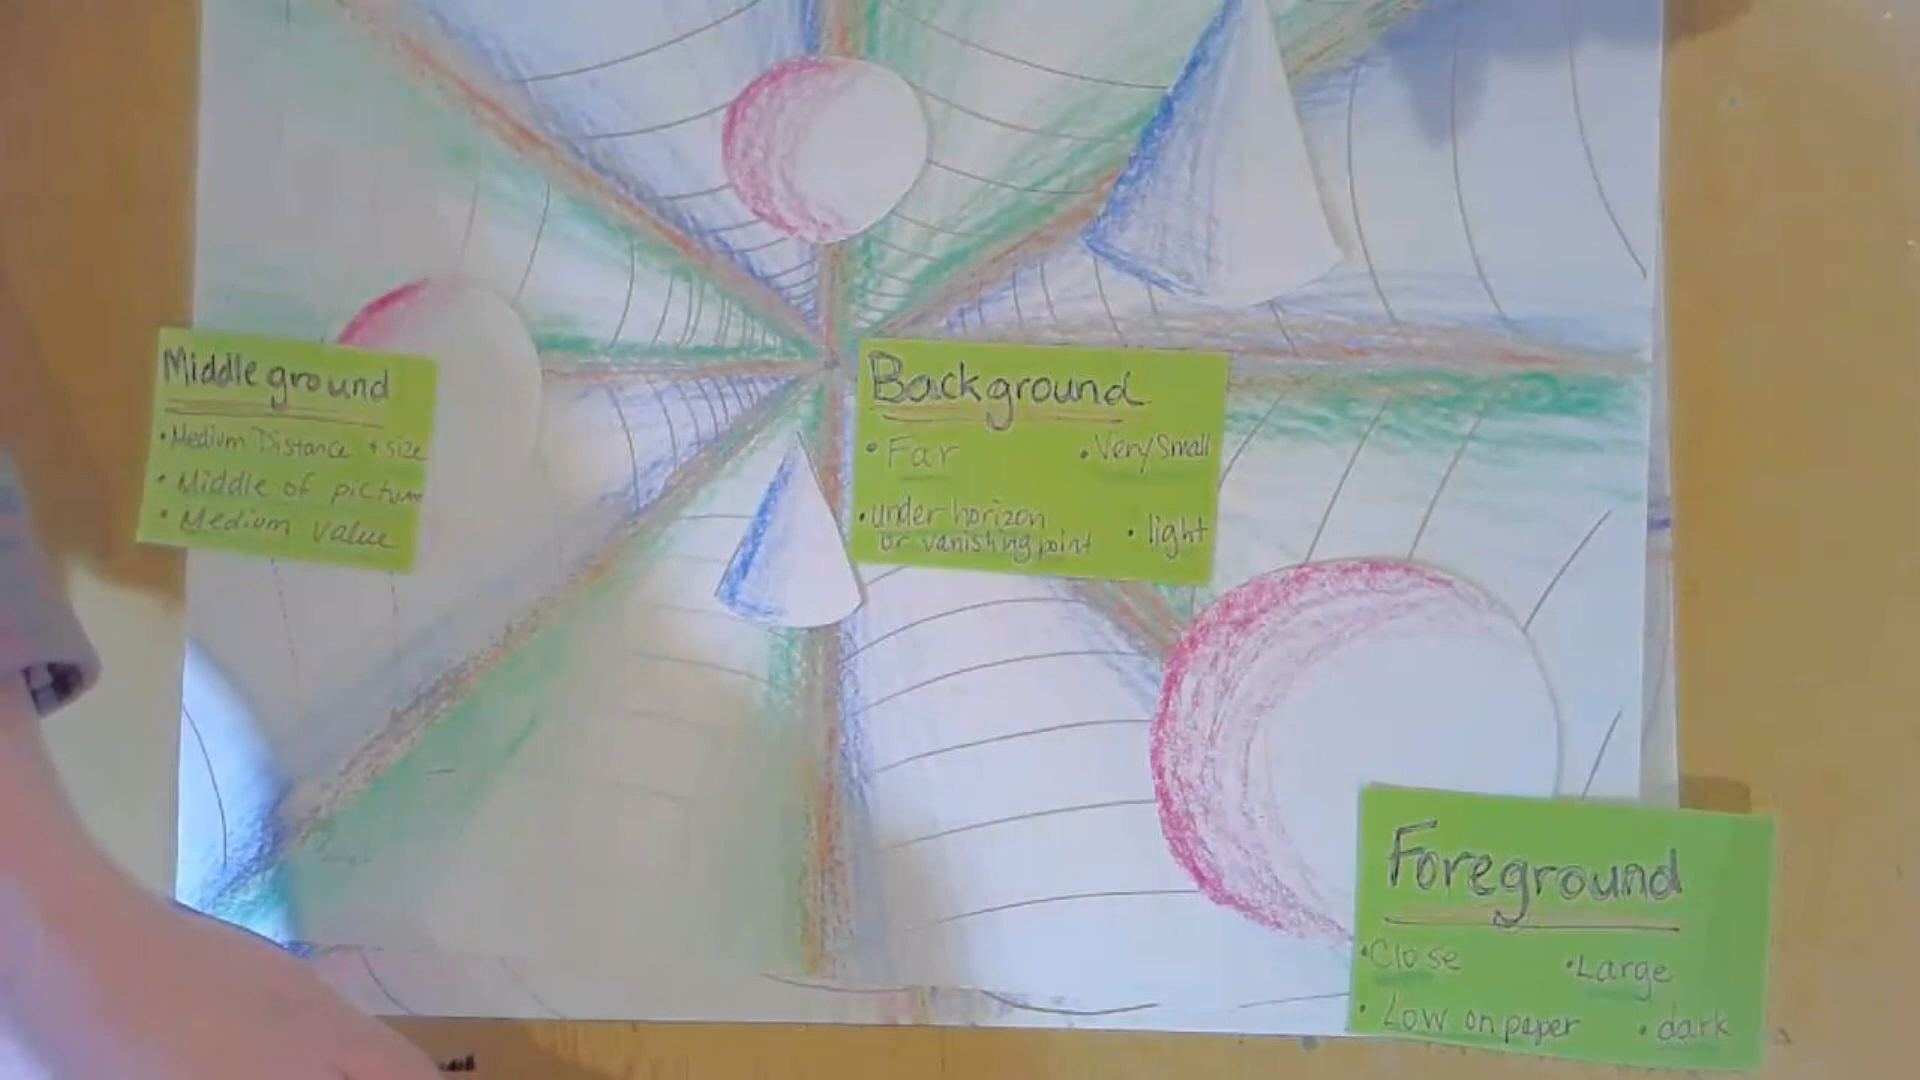 Middleground
• Medium Distance + size
• Middle of picture
• Medium value
Background
• Far
• Very Small
• under horizon
or vanishing point
• light
Foreground
• Close
• Large
• Low on paper
• dark